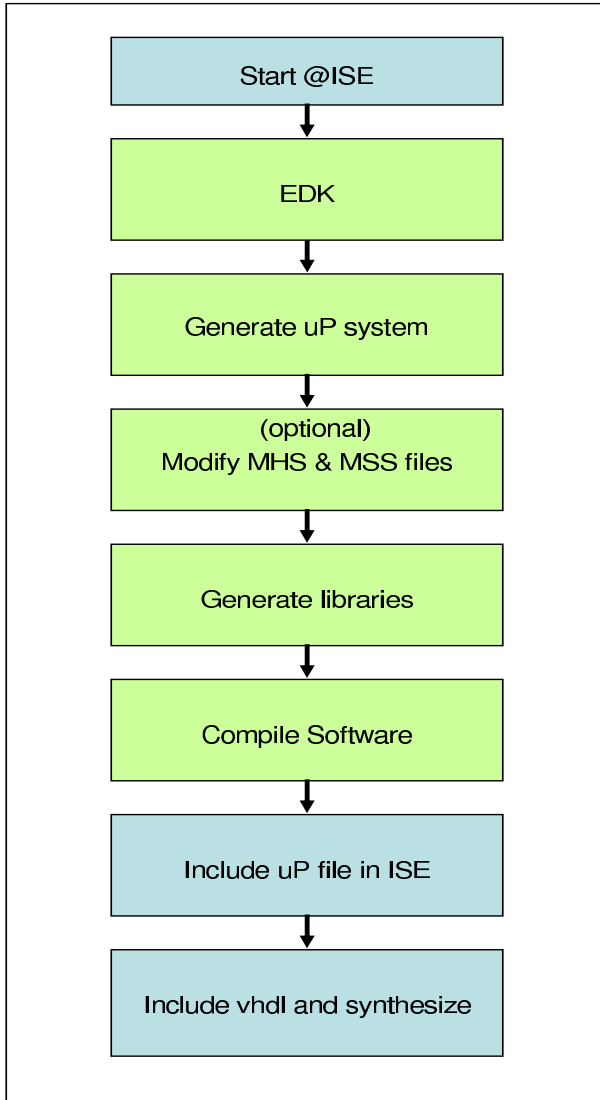 Start @ISE
EDK
Generate uP system
(optional)
Modify MHS & MSS files
Generate libraries
Compile Software
Include uP file in ISE
Include vhdl and synthesize